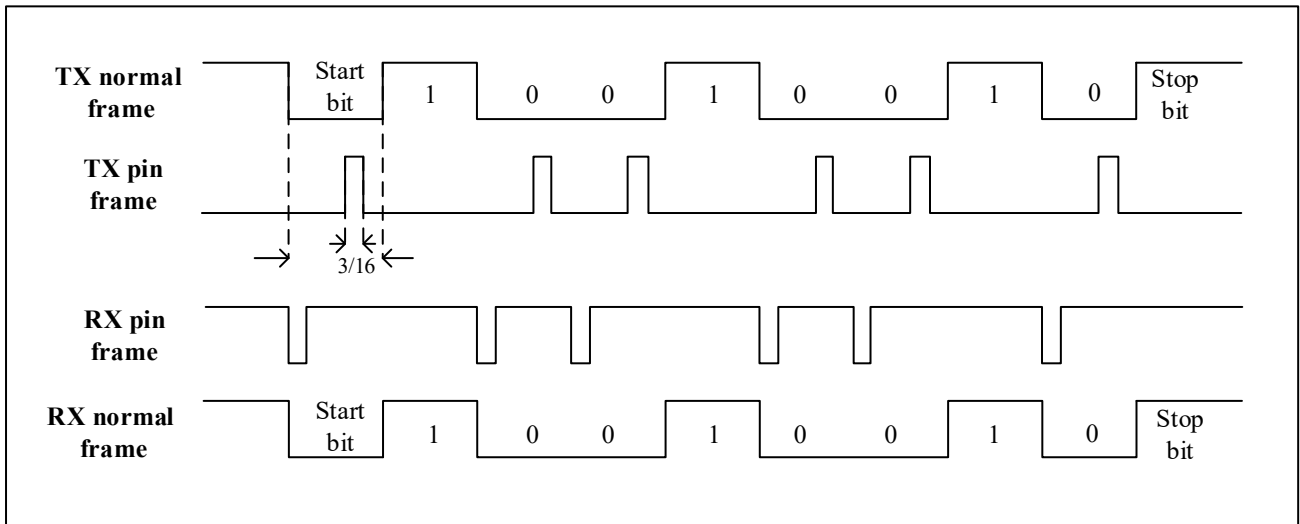 TX normal
frame
Start
bit
1 0 0 1 0 0 1 0
Stop
bit
TX pin
frame
3/16
RX pin
frame
RX normal
frame
Start
bit
1 0 0 1 0 0 1 0
Stop
bit